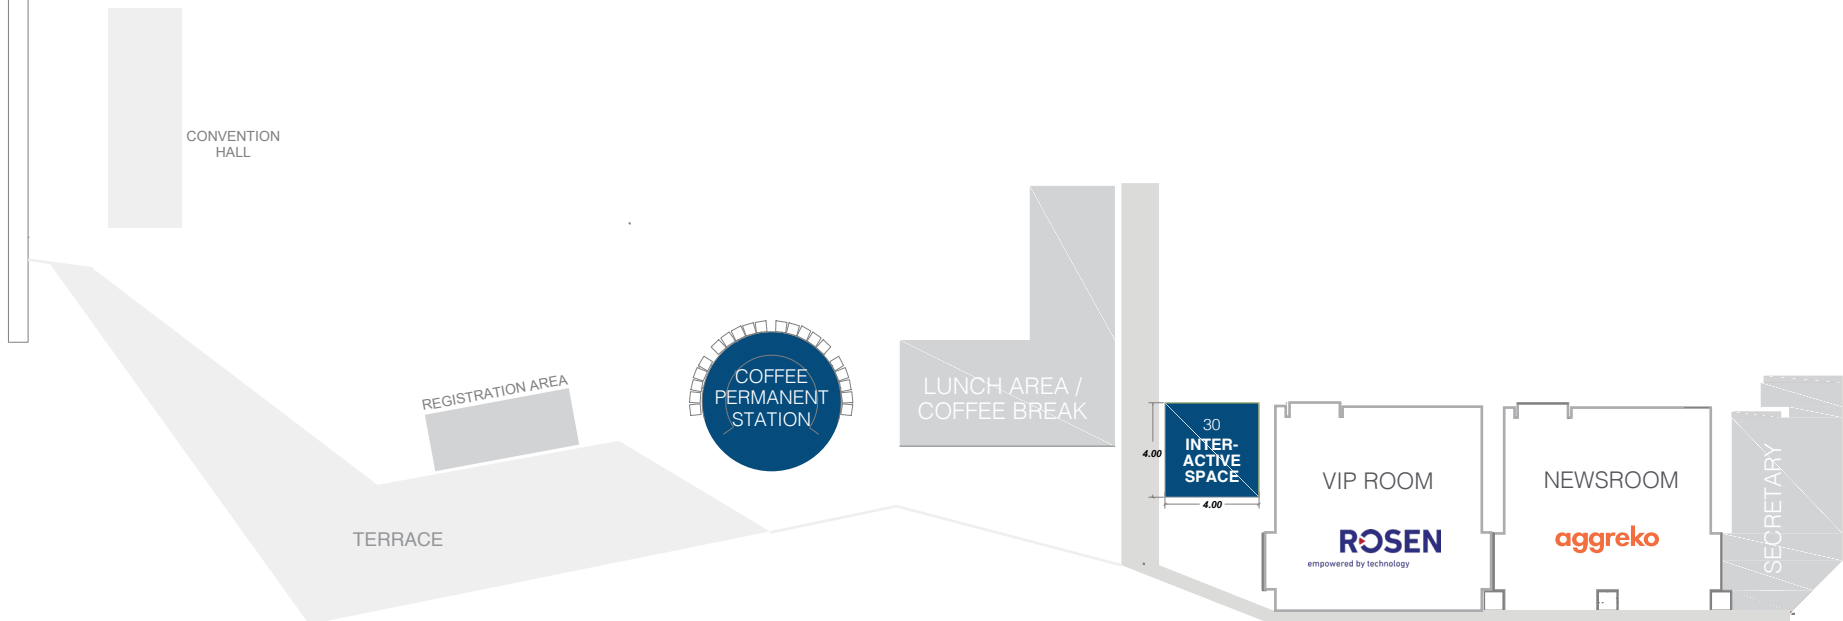 CONVENTION
HALL
REGISTRATION AREA
TERRACE
COFFEE
PERMANENT
STATION
LUNCH AREA /
COFFEE BREAK
30
INTER-
ACTIVE
SPACE
4.00
4.00
VIP ROOM
ROSEN
empowered by technology
NEWSROOM
aggreko
SECRETARY